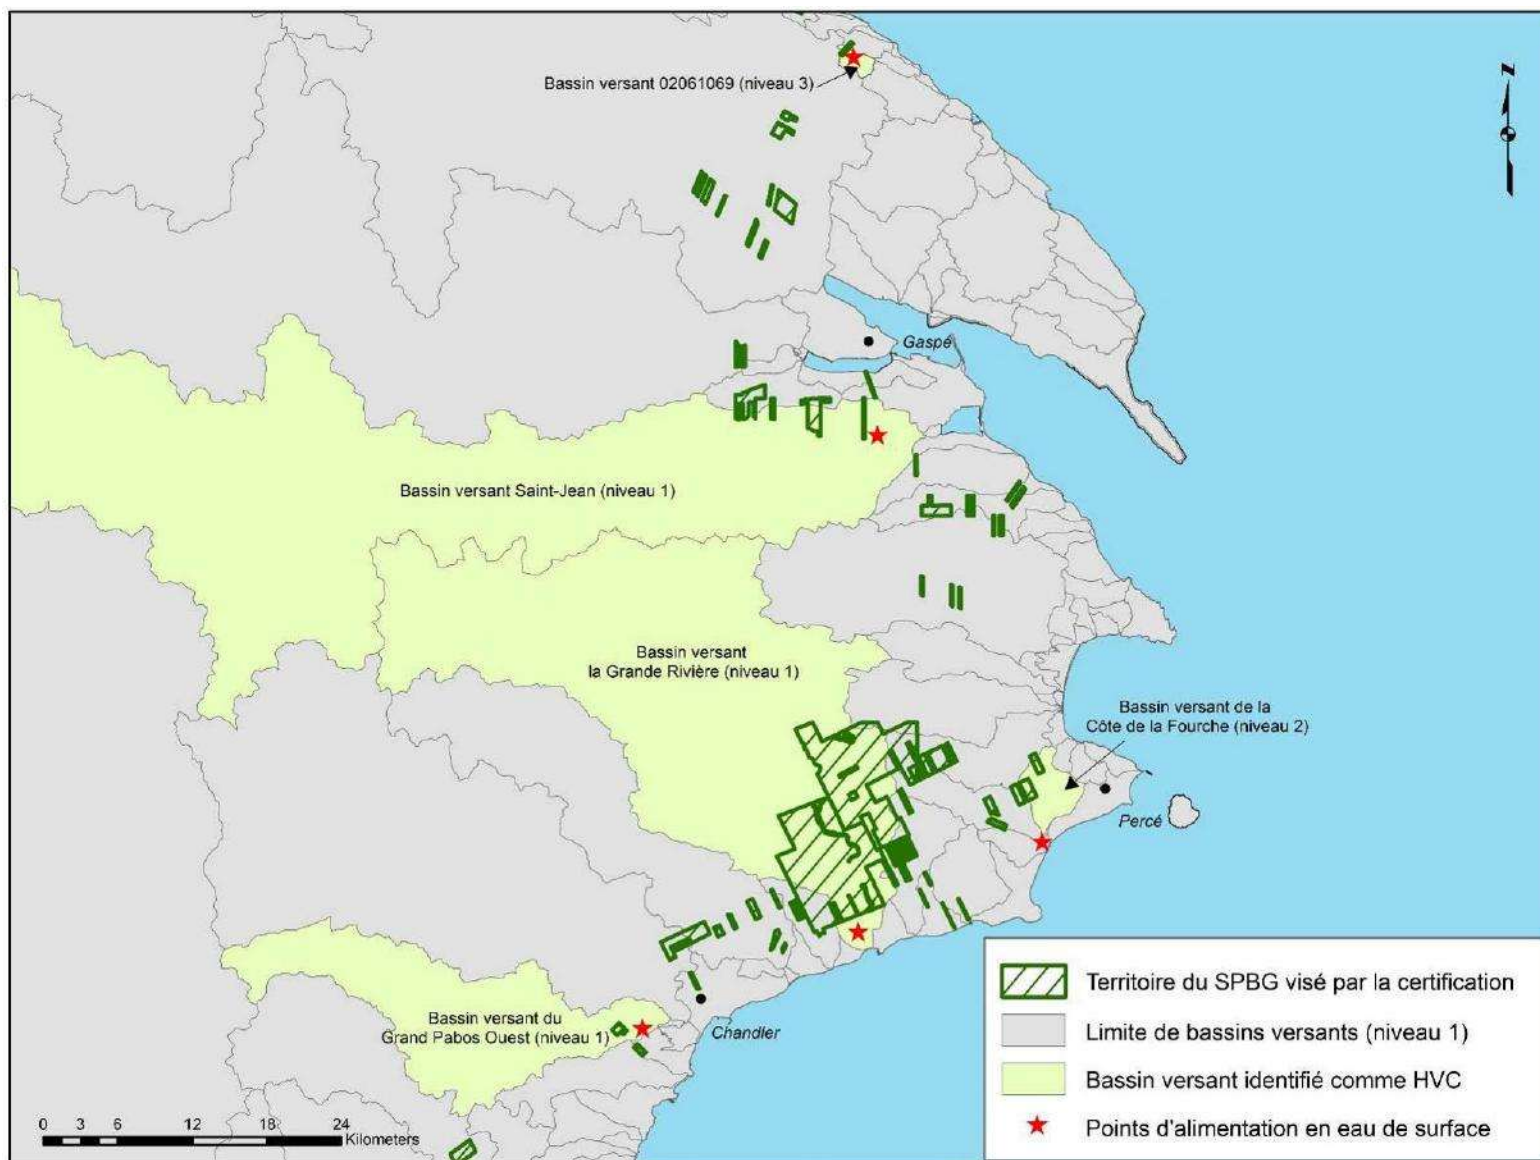 Bassin versant 02061069 (niveau 3)
N
Gaspé
Bassin versant Saint-Jean (niveau 1)
Bassin versant
la Grande Rivière (niveau 1)
Bassin versant de la
Côte de la Fourche (niveau 2)
Percé
Bassin versant du
Grand Pabos Ouest (niveau 1)
Chandler
0 3 6 12 18 24
Kilometers
Territoire du SPBG visé par la certification
Limite de bassins versants (niveau 1)
Bassin versant identifié comme HVC
Points d'alimentation en eau de surface